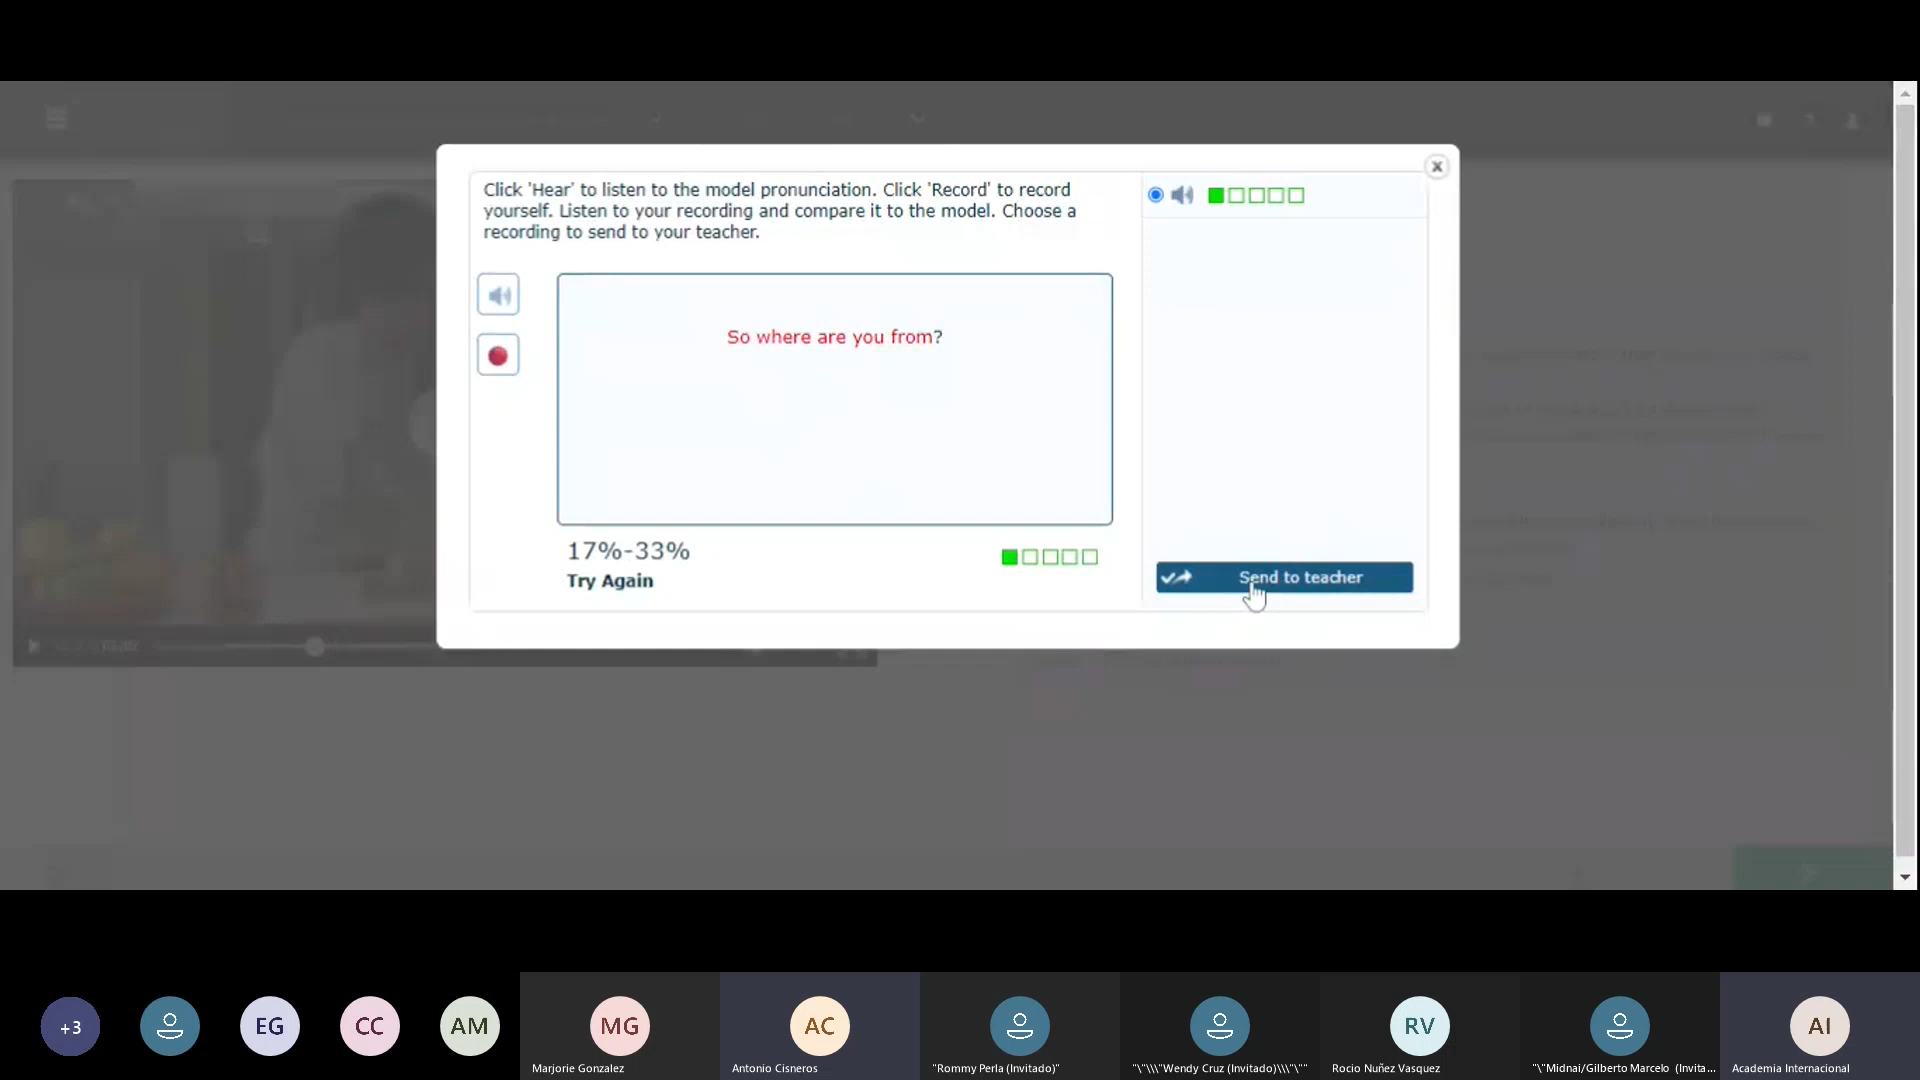 Click 'Hear' to listen to the model pronunciation. Click 'Record' to record
yourself. Listen to your recording and compare it to the model. Choose a
recording to send to your teacher.
So where are you from?
17%-33%
Try Again
Send to teacher
+3
EG
CC
AM
MG
AC
RV
AI
Marjorie Gonzalez
Antonio Cisneros
"Rommy Perla (Invitado)"
"\"\\\"Wendy Cruz (Invitado)\\\"\""
Rocio Nuñez Vasquez
"\"Midnai/Gilberto Marcelo (Invita...
Academia Internacional